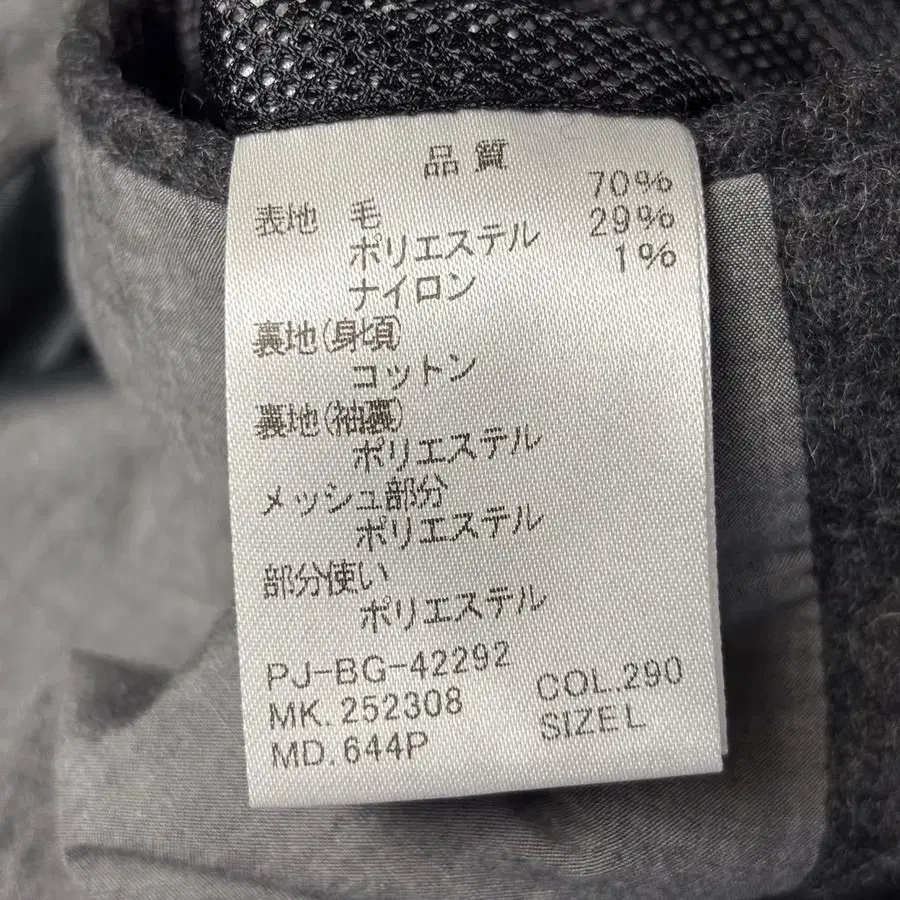 品質
表地 毛 70%
ポリエステル 29%
ナイロン 1%
裏地(身頃)
コットン
裏地(袖裏)
ポリエステル
メッシュ部分
ポリエステル
部分使い
ポリエステル
PJ-BG-42292
MK. 252308 COL.290
MD. 644P SIZE L